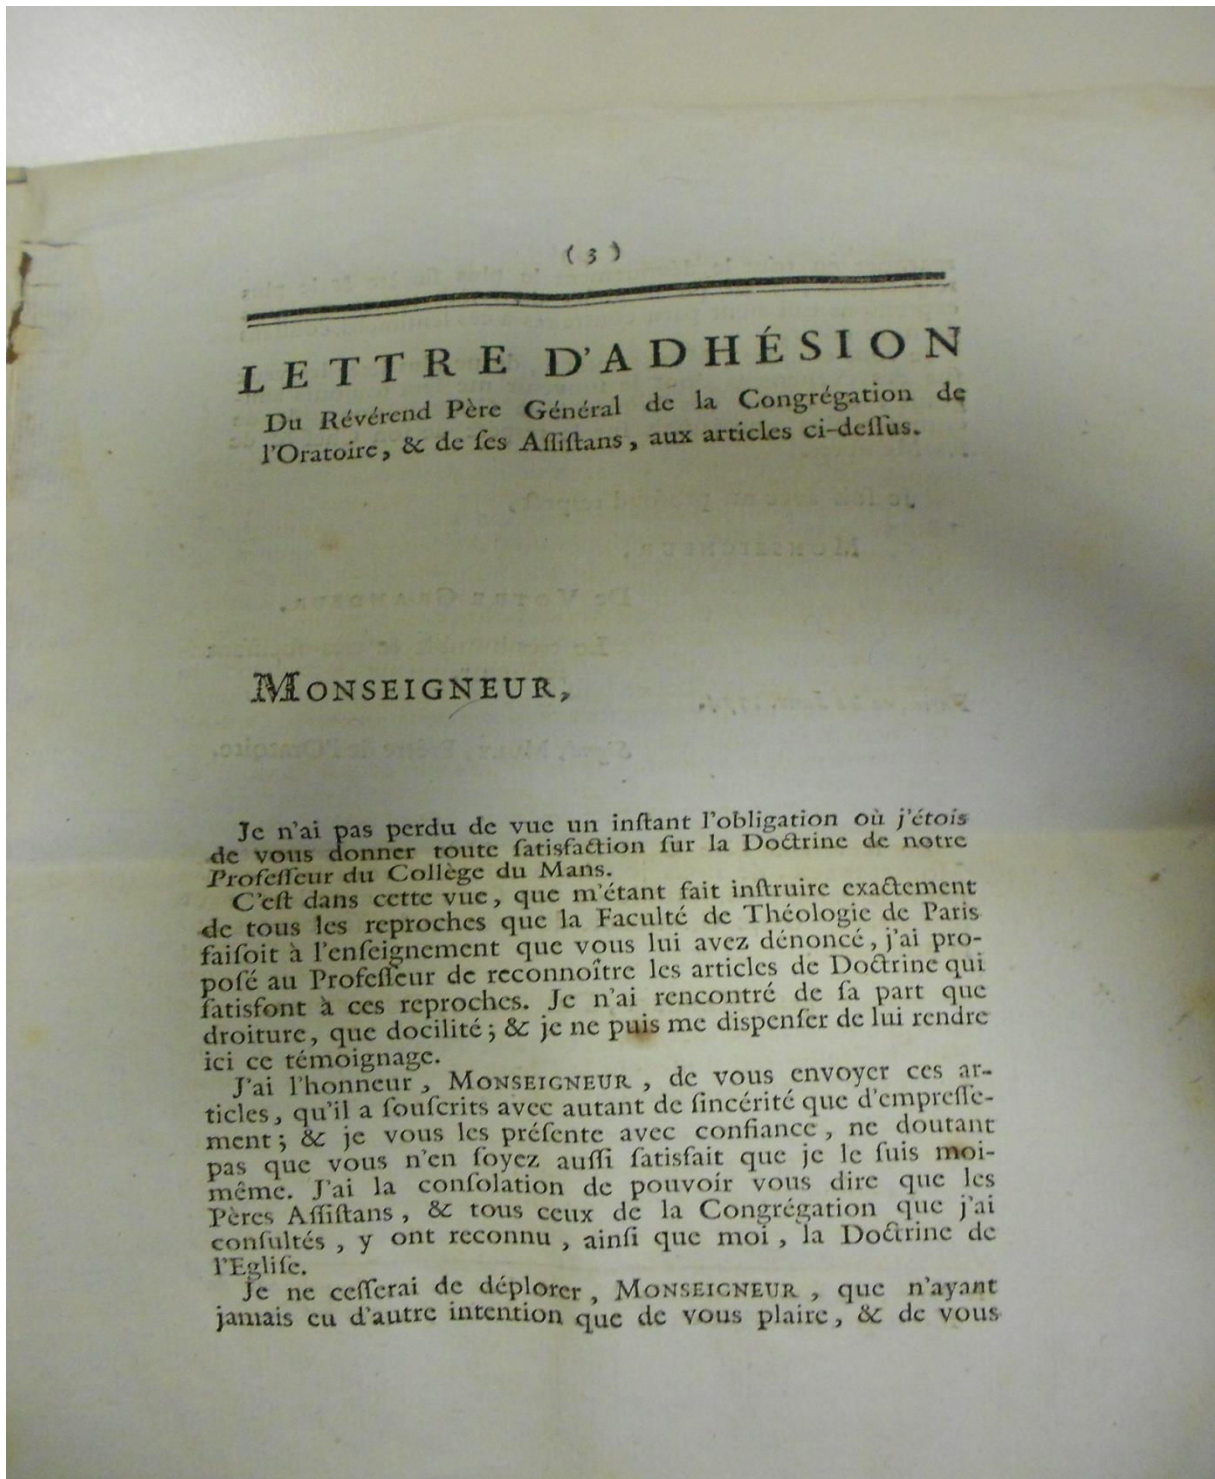 ( 3 )
LETTRE D'ADHÉSION
Du Révérend Père Général de la Congrégation de
l'Oratoire, & de ſes Aſſiſtans, aux articles ci-deſſus.
MONSEIGNEUR,
Je n'ai pas perdu de vue un inſtant l'obligation où j'étois
de vous donner toute ſatisfaction ſur la Doctrine de notre
Profeſſeur du Collège du Mans.
C'eſt dans cette vue, que m'étant fait inſtruire exactement
de tous les reproches que la Faculté de Théologie de Paris
faiſoit à l'enſeignement que vous lui avez dénoncé, j'ai pro-
poſé au Profeſſeur de reconnoître les articles de Doctrine qui
ſatisfont à ces reproches. Je n'ai rencontré de ſa part que
droiture, que docilité ; & je ne puis me dispenſer de lui rendre
ici ce témoignage.
J'ai l'honneur, MONSEIGNEUR, de vous envoyer ces ar-
ticles, qu'il a ſouſcrits avec autant de ſincérité que d'empreſſe-
ment ; & je vous les préſente avec confiance, ne doutant
pas que vous n'en ſoyez auſſi ſatisfait que je le ſuis moi-
même. J'ai la conſolation de pouvoir vous dire que les
Pères Aſſiſtans, & tous ceux de la Congrégation que j'ai
conſultés, y ont reconnu, ainſi que moi, la Doctrine de
l'Egliſe.
Je ne ceſſerai de déplorer, MONSEIGNEUR, que n'ayant
jamais eu d'autre intention que de vous plaire, & de vous